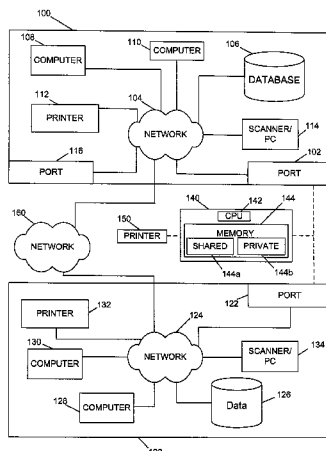 100
108
COMPUTER
110
COMPUTER
106
DATABASE
112
PRINTER
104
NETWORK
114
SCANNER/
PC
116
PORT
102
PORT
160
NETWORK
150
PRINTER
140
142
CPU
144
MEMORY
SHARED
PRIVATE
144a
144b
122
PORT
132
PRINTER
124
NETWORK
130
COMPUTER
134
SCANNER/
PC
128
COMPUTER
126
Data